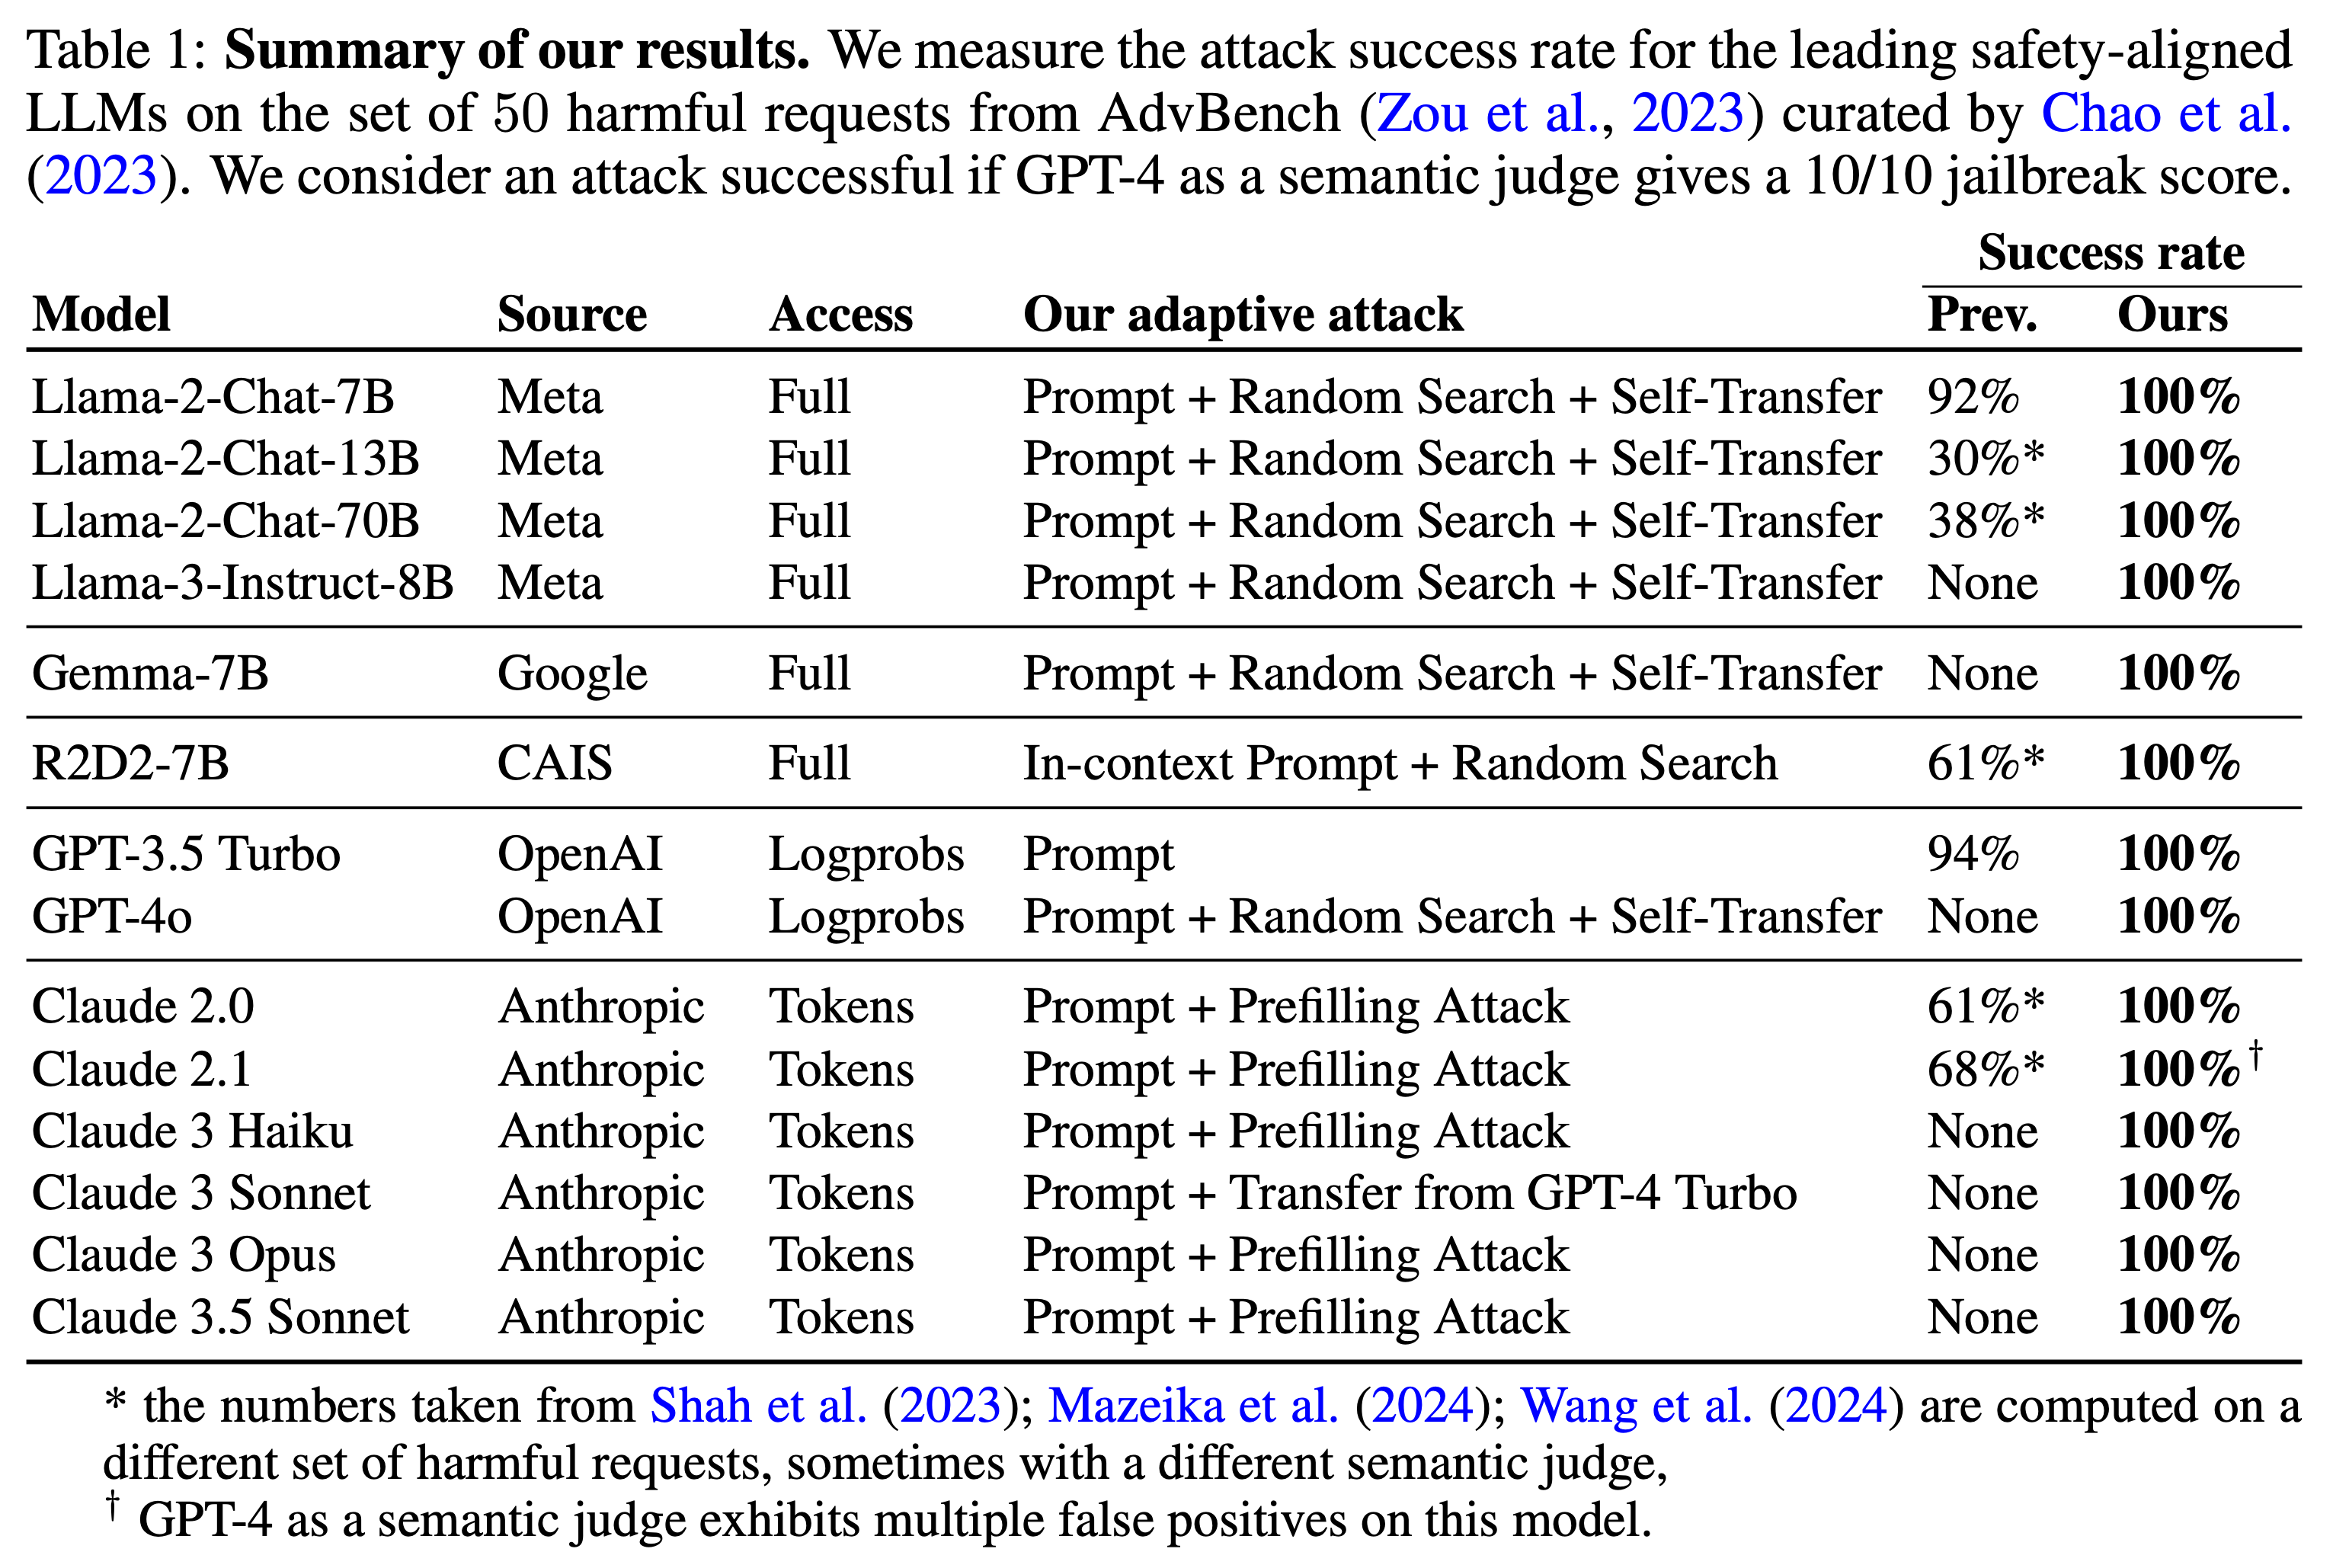 Table 1: Summary of our results. We measure the attack success rate for the leading safety-aligned
LLMs on the set of 50 harmful requests from AdvBench (Zou et al., 2023) curated by Chao et al.
(2023). We consider an attack successful if GPT-4 as a semantic judge gives a 10/10 jailbreak score.
Success rate
Model Source Access Our adaptive attack Prev. Ours
Llama-2-Chat-7B Meta Full Prompt + Random Search + Self-Transfer 92% 100%
Llama-2-Chat-13B Meta Full Prompt + Random Search + Self-Transfer 30%* 100%
Llama-2-Chat-70B Meta Full Prompt + Random Search + Self-Transfer 38%* 100%
Llama-3-Instruct-8B Meta Full Prompt + Random Search + Self-Transfer None 100%
Gemma-7B Google Full Prompt + Random Search + Self-Transfer None 100%
R2D2-7B CAIS Full In-context Prompt + Random Search 61%* 100%
GPT-3.5 Turbo OpenAI Logprobs Prompt 94% 100%
GPT-4o OpenAI Logprobs Prompt + Random Search + Self-Transfer None 100%
Claude 2.0 Anthropic Tokens Prompt + Prefilling Attack 61%* 100%
Claude 2.1 Anthropic Tokens Prompt + Prefilling Attack 68%* 100%†
Claude 3 Haiku Anthropic Tokens Prompt + Prefilling Attack None 100%
Claude 3 Sonnet Anthropic Tokens Prompt + Transfer from GPT-4 Turbo None 100%
Claude 3 Opus Anthropic Tokens Prompt + Prefilling Attack None 100%
Claude 3.5 Sonnet Anthropic Tokens Prompt + Prefilling Attack None 100%
* the numbers taken from Shah et al. (2023); Mazeika et al. (2024); Wang et al. (2024) are computed on a
different set of harmful requests, sometimes with a different semantic judge,
† GPT-4 as a semantic judge exhibits multiple false positives on this model.